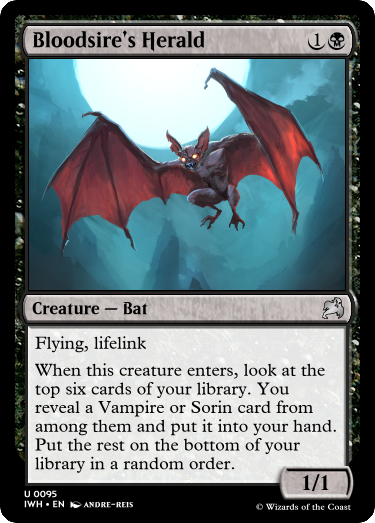 Bloodsire's Herald 1
Creature — Bat
Flying, lifelink
When this creature enters, look at the
top six cards of your library. You
reveal a Vampire or Sorin card from
among them and put it into your hand.
Put the rest on the bottom of your
library in a random order.
1/1
U 0095
IWH • EN ANDRE-REIS
© Wizards of the Coast